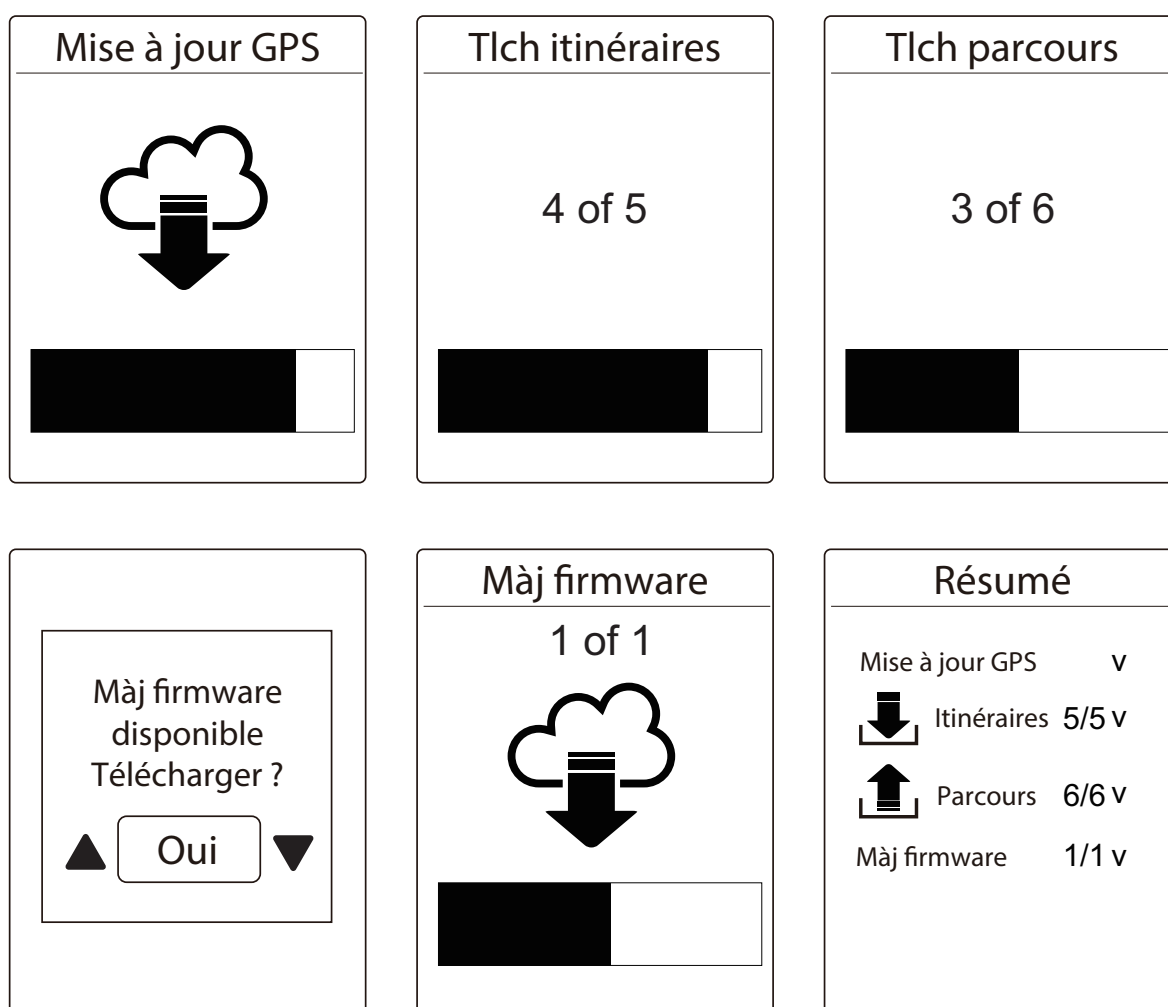 Mise à jour GPS
Tlch itinéraires
4 of 5
Tlch parcours
3 of 6
Màj firmware
disponible
Télécharger ?
Oui
Màj firmware
1 of 1
Résumé
Mise à jour GPS v
Itinéraires 5/5 v
Parcours 6/6 v
Màj firmware 1/1 v